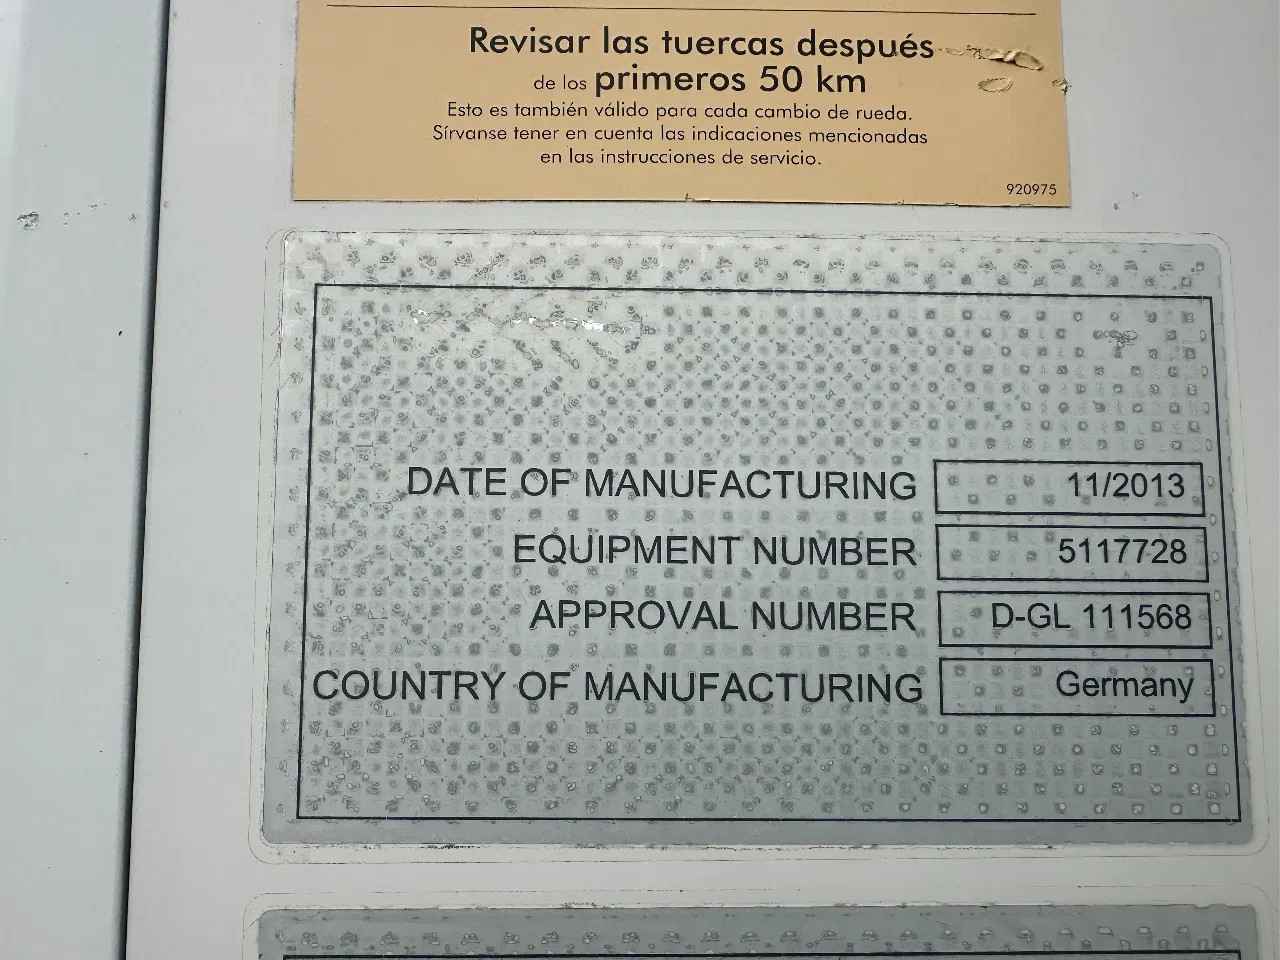 Revisar las tuercas después
de los primeros 50 km
Esto es también válido para cada cambio de rueda.
Sírvanse tener en cuenta las indicaciones mencionadas
en las instrucciones de servicio.
920975
DATE OF MANUFACTURING 11/2013
EQUIPMENT NUMBER 5117728
APPROVAL NUMBER D-GL 111568
COUNTRY OF MANUFACTURING Germany